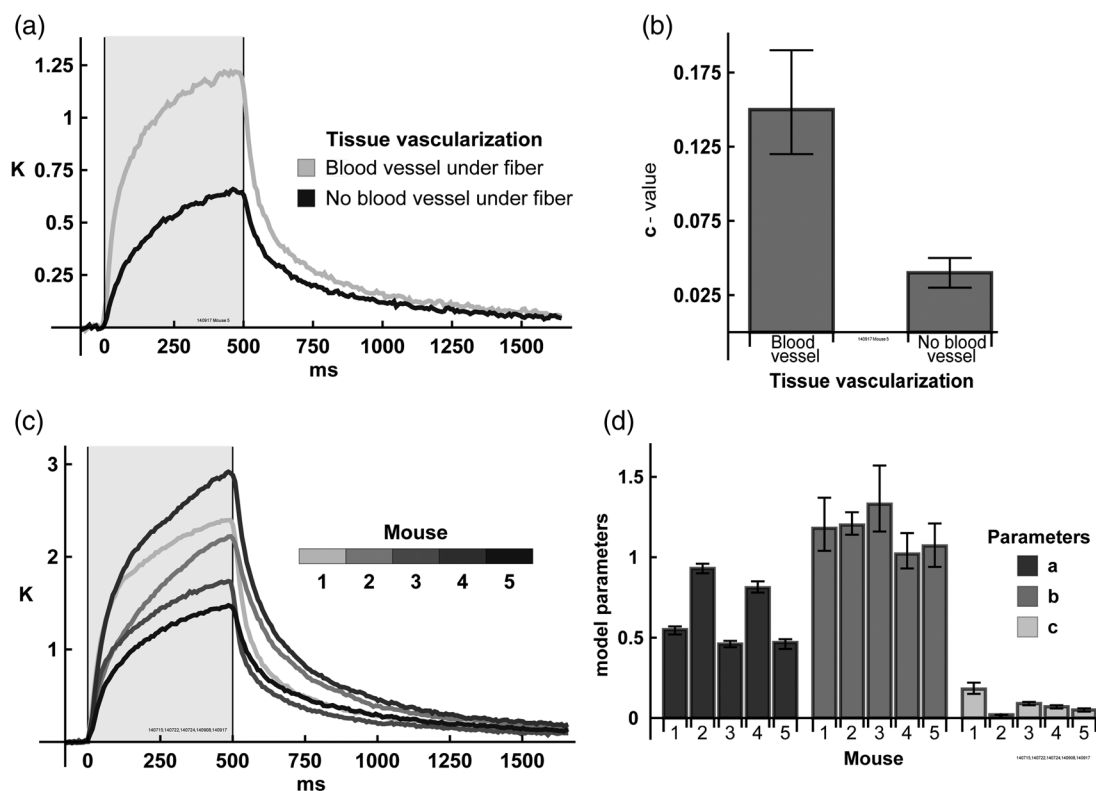 (a)
1.25
1
0.75
0.5
0.25
K
Tissue vascularization
Blood vessel under fiber
No blood vessel under fiber
140917 Mouse 5
0 250 500 750 1000 1250 1500
ms
(b)
0.175
0.125
0.075
0.025
c - value
Blood vessel
140917 Mouse 5
No blood vessel
Tissue vascularization
(c)
3
2
1
K
Mouse
1 2 3 4 5
140715,140722,140724,140908,140917
0 250 500 750 1000 1250 1500
ms
(d)
1.5
1
0.5
0
model parameters
Parameters
a
b
c
1 2 3 4 5 1 2 3 4 5 1 2 3 4 5
Mouse
140715,140722,140724,140908,140917